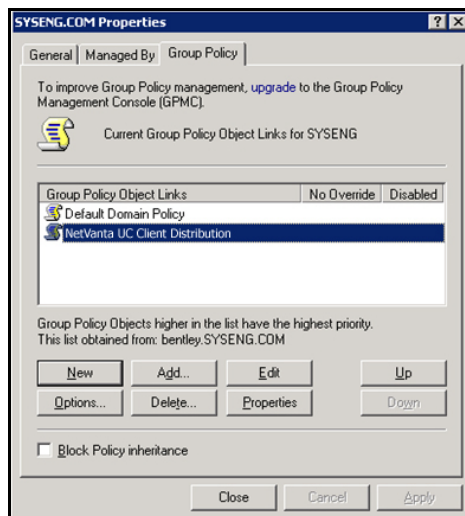 SYSENG.COM Properties
General Managed By Group Policy
To improve Group Policy management, upgrade to the Group Policy
Management Console (GPMC).
Current Group Policy Object Links for SYSENG
Group Policy Object Links No Override Disabled
Default Domain Policy
NetVanta UC Client Distribution
Group Policy Objects higher in the list have the highest priority.
This list obtained from: bentley.SYSENG.COM
New Add... Edit Up
Options... Delete... Properties Down
Block Policy inheritance
Close Cancel Apply